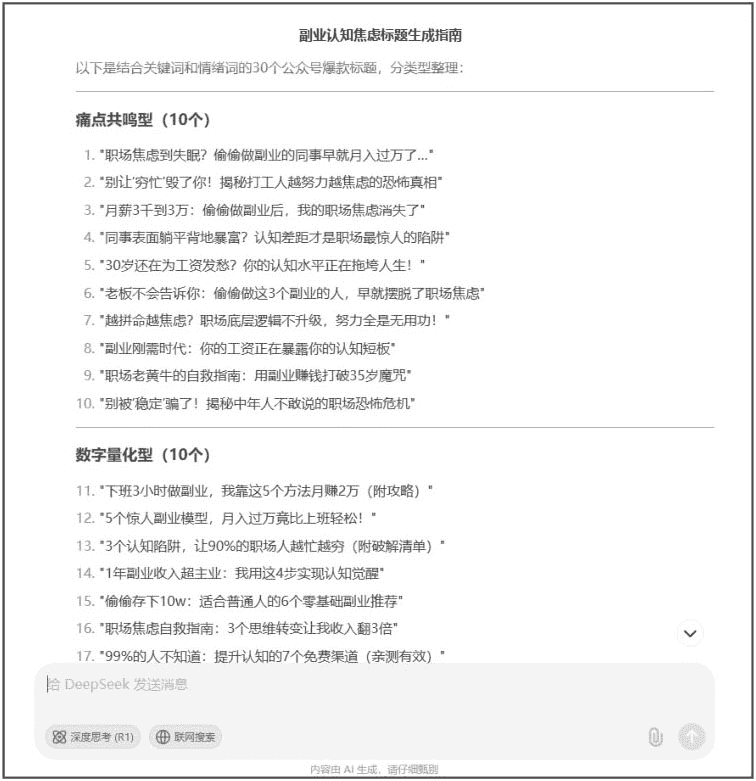 副业认知焦虑标题生成指南
以下是结合关键词和情绪词的30个公众号爆款标题，分类型整理：
痛点共鸣型（10个）
1. "职场焦虑到失眠？偷偷做副业的同事早就月入过万了..."
2. "别让'穷忙'毁了你！揭秘打工人越努力越焦虑的恐怖真相"
3. "月薪3千到3万：偷偷做副业后，我的职场焦虑消失了"
4. "同事表面躺平背地暴富？认知差距才是职场最惊人的陷阱"
5. "30岁还在为工资发愁？你的认知水平正在拖垮人生！"
6. "老板不会告诉你：偷偷做这3个副业的人，早就摆脱了职场焦虑"
7. "越拼命越焦虑？职场底层逻辑不升级，努力全是无用功！"
8. "副业刚需时代：你的工资正在暴露你的认知短板"
9. "职场老黄牛的自救指南：用副业赚钱打破35岁魔咒"
10. "别被'稳定'骗了！揭秘中年人不敢说的职场恐怖危机"
数字量化型（10个）
11. "下班3小时做副业，我靠这5个方法月赚2万（附攻略）"
12. "5个惊人副业模型，月入过万竟比上班轻松！"
13. "3个认知陷阱，让90%的职场人越忙越穷（附破解清单）"
14. "1年副业收入超主业：我用这4步实现认知觉醒"
15. "偷偷存下10w：适合普通人的6个零基础副业推荐"
16. "职场焦虑自救指南：3个思维转变让我收入翻3倍"
17. "99%的人不知道：提升认知的7个免费渠道（亲测有效）"
给 DeepSeek 发送消息
深度思考 (R1) 联网搜索
内容由 AI 生成，请仔细甄别